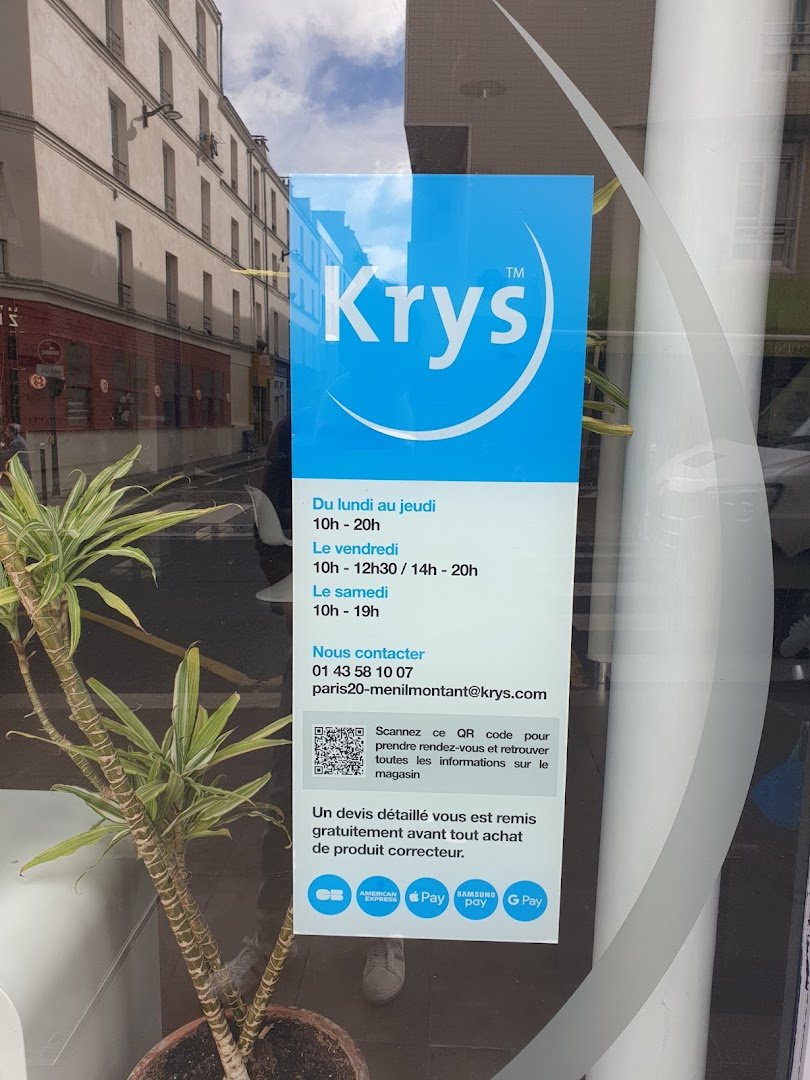 Krys™
Du lundi au jeudi
10h - 20h
Le vendredi
10h - 12h30 / 14h - 20h
Le samedi
10h - 19h
Nous contacter
01 43 58 10 07
paris20-menilmontant@krys.com
Scannez ce QR code pour
prendre rendez-vous et retrouver
toutes les informations sur le
magasin
Un devis détaillé vous est remis
gratuitement avant tout achat
de produit correcteur.
CB
AMERICAN
EXPRESS
Pay
SAMSUNG
pay
G Pay